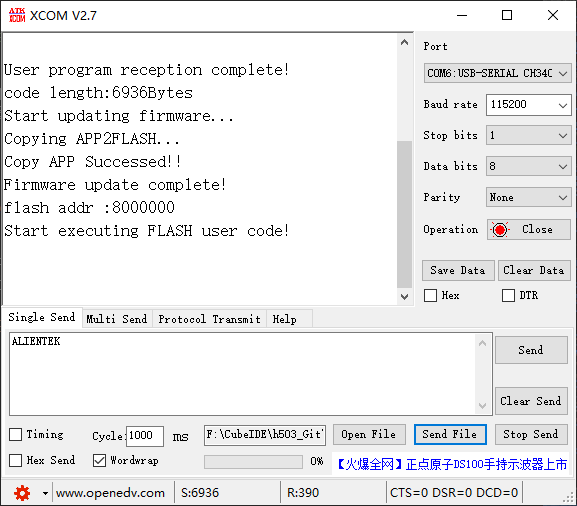 ATK
XCOM
XCOM V2.7
User program reception complete!
code length:6936Bytes
Start updating firmware...
Copying APP2FLASH...
Copy APP Successed!!
Firmware update complete!
flash addr :8000000
Start executing FLASH user code!
Port
COM6:USB-SERIAL CH340
Baud rate 115200
Stop bits 1
Data bits 8
Parity None
Operation Close
Save Data Clear Data
Hex DTR
Single Send Multi Send Protocol Transmit Help
ALIENTEK
Send
Clear Send
Timing Cycle: 1000 ms F:\CubeIDE\h503_Git\ Open File Send File Stop Send
Hex Send Wordwrap 0% 【火爆全网】正点原子DS100手持示波器上市
www.openedv.com S:6936 R:390 CTS=0 DSR=0 DCD=0